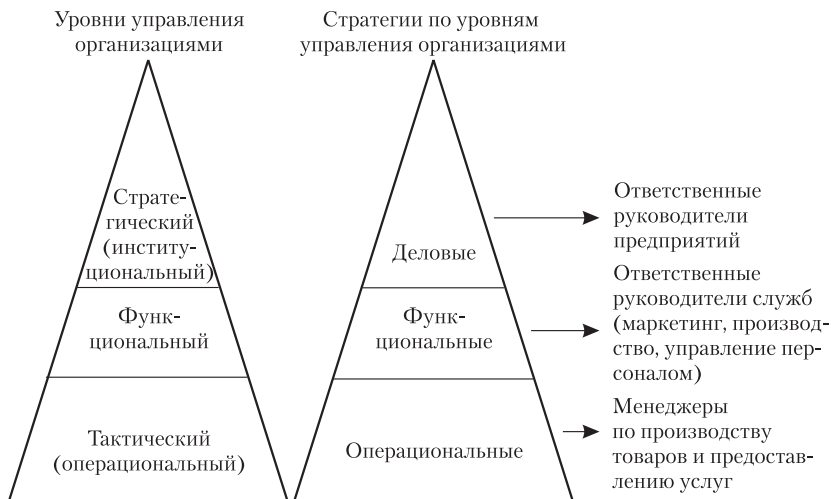 Уровни управления
организациями
Стратегии по уровням
управления организациями
Страте-
гический
(институ-
циональный)
Функ-
циональный
Тактический
(операциональный)
Деловые
Функ-
циональные
Операциональные
Ответственные
руководители
предприятий
Ответственные
руководители служб
(маркетинг, производ-
ство, управление пер-
соналом)
Менеджеры
по производству
товаров и предостав-
лению услуг